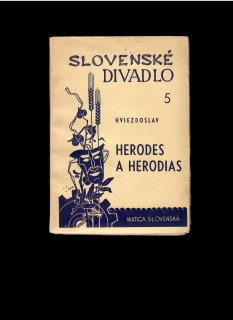 SLOVENSKÉ
DIVADLO
5
HVIEZDOSLAV
HERODES
A HERODIAS
MATICA SLOVENSKÁ